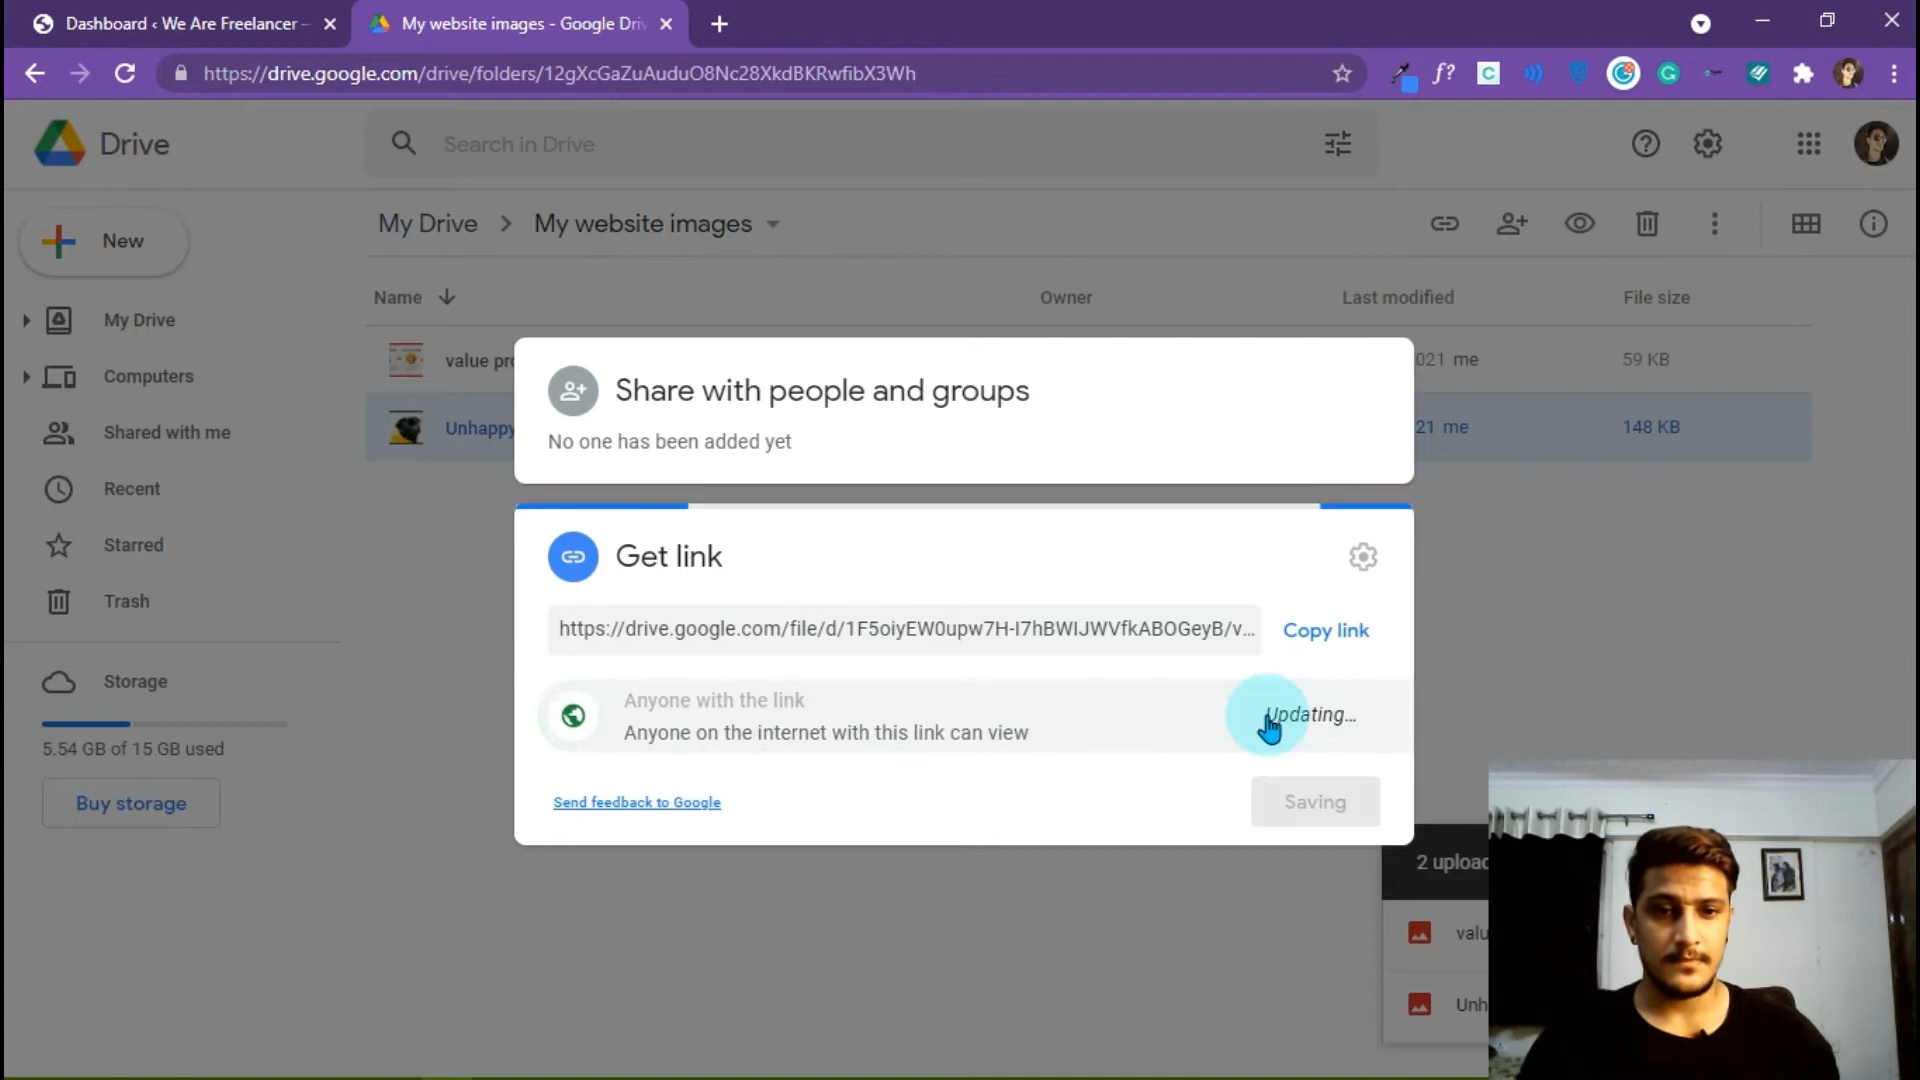 Dashboard ‹ We Are Freelancer –
My website images - Google Driv
https://drive.google.com/drive/folders/12gXcGaZuAuduO8Nc28XkdBKRwfibX3Wh
Drive
Search in Drive
New
My Drive > My website images
Name
Owner
Last modified
File size
My Drive
Computers
Shared with me
Recent
Starred
Trash
Storage
5.54 GB of 15 GB used
Buy storage
value pro
021 me
59 KB
Unhappy
21 me
148 KB
Share with people and groups
No one has been added yet
Get link
https://drive.google.com/file/d/1F5oiyEW0upw7H-I7hBWIJWVfkABOGeyB/v...
Copy link
Anyone with the link
Updating...
Anyone on the internet with this link can view
Send feedback to Google
Saving
2 upload
valu
Unh